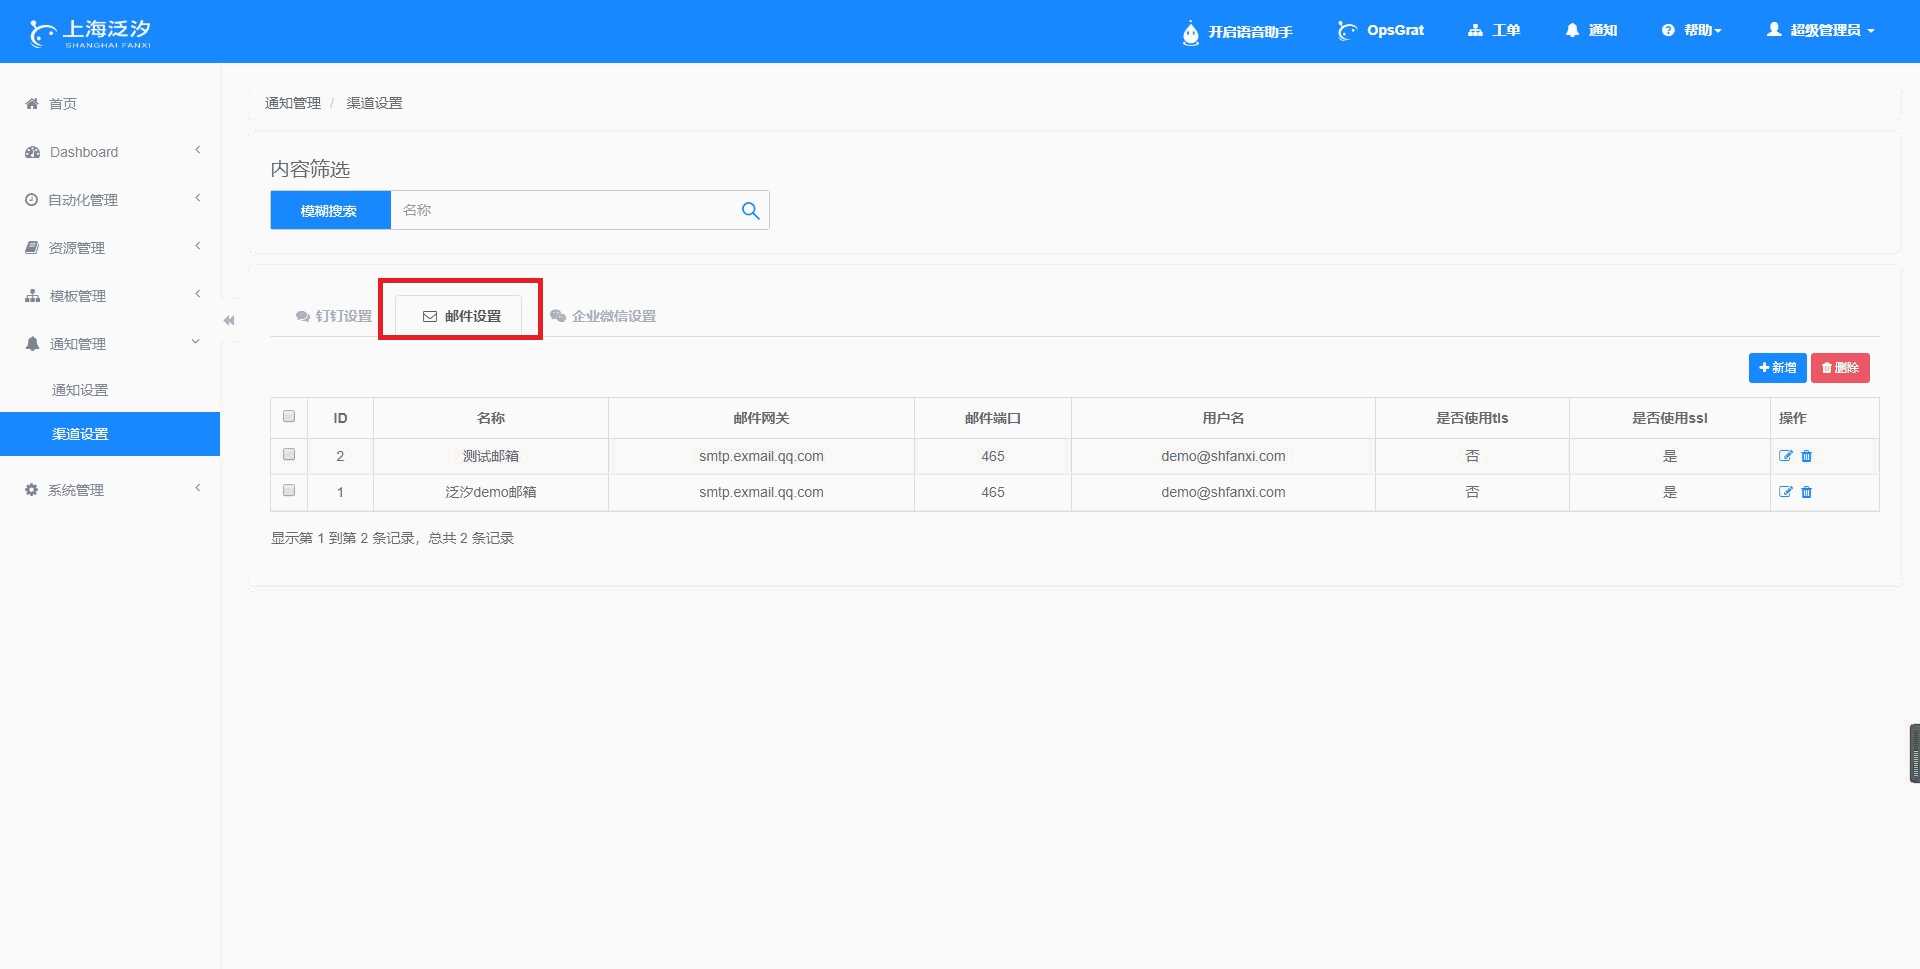 上海泛汐
SHANGHAI FANXI
开启语音助手
OpsGrat
工单
通知
帮助
超级管理员
首页
Dashboard
自动化管理
资源管理
模板管理
通知管理
通知设置
渠道设置
系统管理
通知管理 / 渠道设置
内容筛选
模糊搜索 名称
钉钉设置 邮件设置 企业微信设置
新增 删除
ID 名称 邮件网关 邮件端口 用户名 是否使用tls 是否使用ssl 操作
2 测试邮箱 smtp.exmail.qq.com 465 demo@shfanxi.com 否 是
1 泛汐demo邮箱 smtp.exmail.qq.com 465 demo@shfanxi.com 否 是
显示第 1 到第 2 条记录，总共 2 条记录